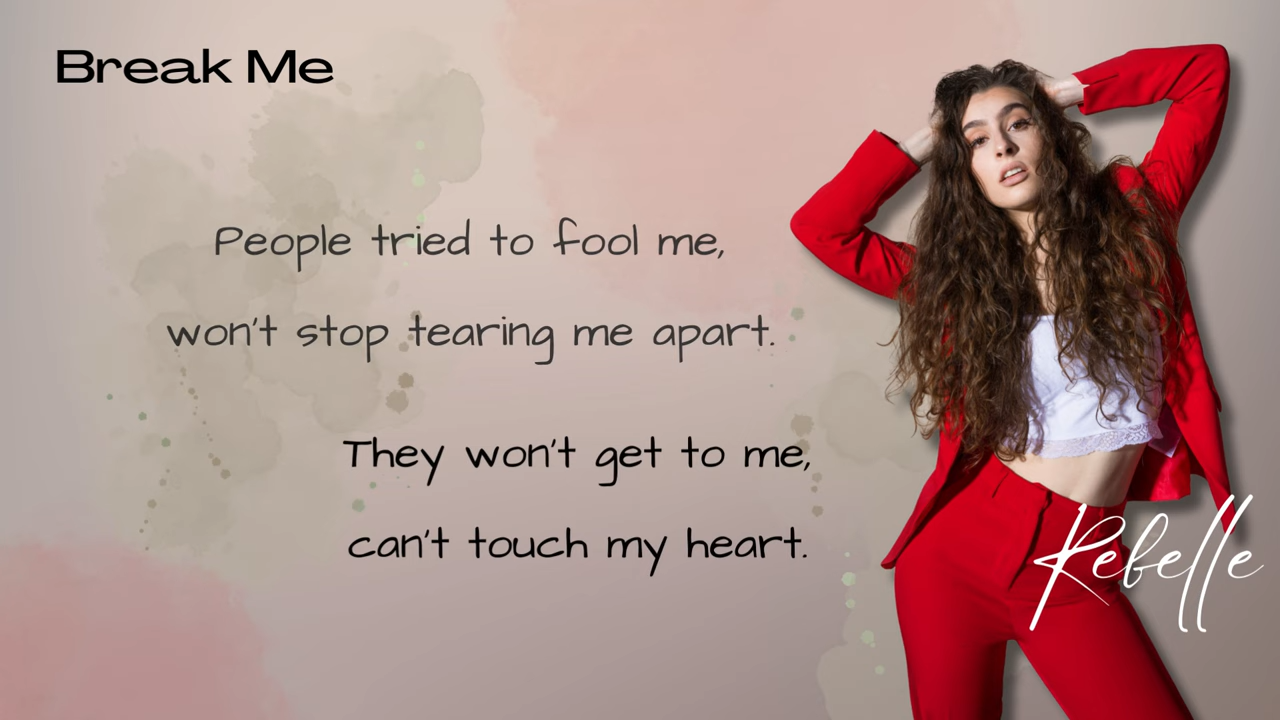 Break Me
People tried to fool me,
won't stop tearing me apart.
They won't get to me,
can't touch my heart.
Rebelle